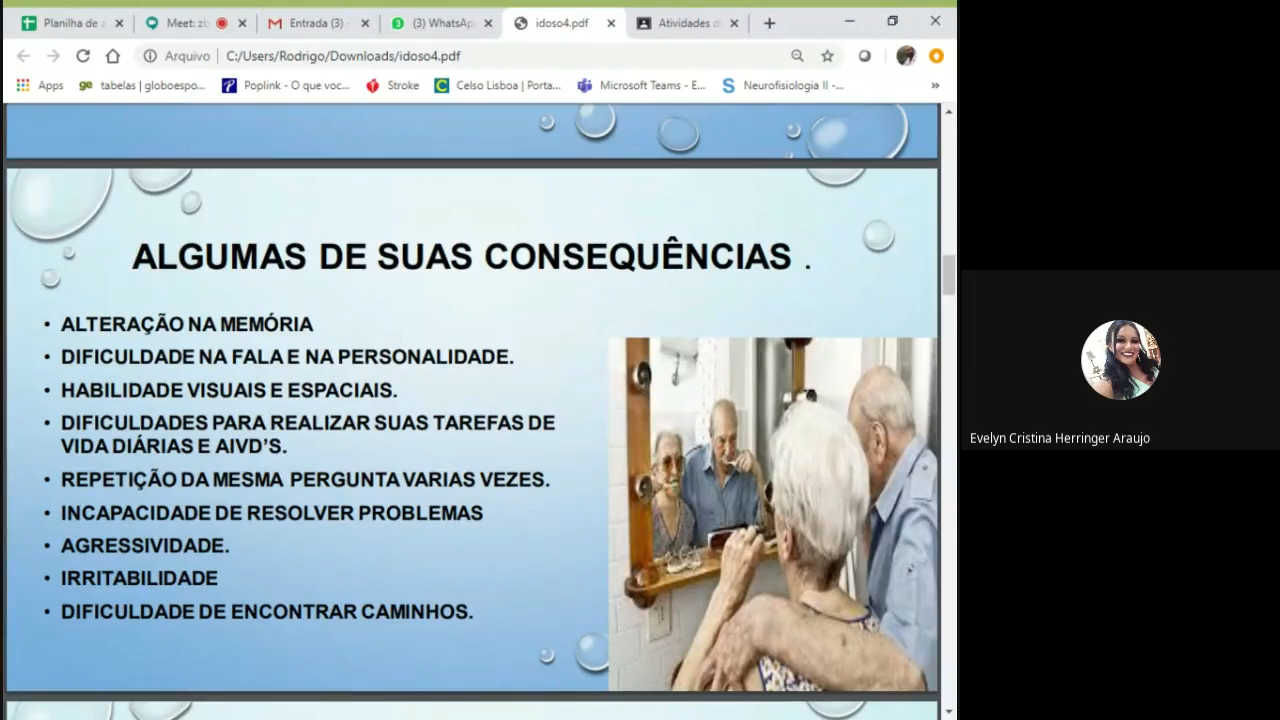 Planilha de a
Meet: zb
Entrada (3) -
(3) WhatsAp
idoso4.pdf
Atividades d
Arquivo
C:/Users/Rodrigo/Downloads/idoso4.pdf
Apps
ge tabelas | globoespo...
Poplink - O que voc...
Stroke
Celso Lisboa | Porta...
Microsoft Teams - E...
Neurofisiologia II -...
»
ALGUMAS DE SUAS CONSEQUÊNCIAS .
• ALTERAÇÃO NA MEMÓRIA
• DIFICULDADE NA FALA E NA PERSONALIDADE.
• HABILIDADE VISUAIS E ESPACIAIS.
• DIFICULDADES PARA REALIZAR SUAS TAREFAS DE
VIDA DIÁRIAS E AIVD’S.
• REPETIÇÃO DA MESMA PERGUNTA VARIAS VEZES.
• INCAPACIDADE DE RESOLVER PROBLEMAS
• AGRESSIVIDADE.
• IRRITABILIDADE
• DIFICULDADE DE ENCONTRAR CAMINHOS.
Evelyn Cristina Herringer Araujo